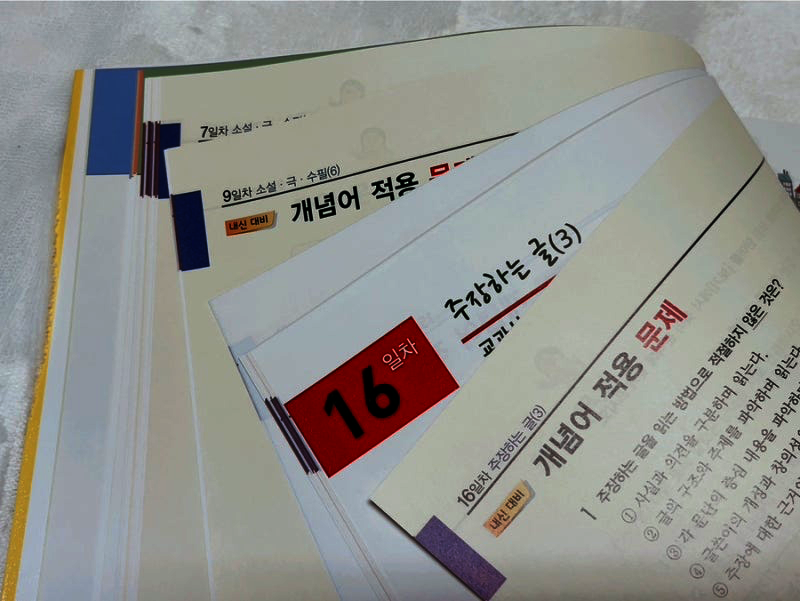 7일차 소설 · 극 ·
9일차 소설 · 극 · 수필(6)
내신 대비 개념어 적용 문제
주장하는 글(3)
16일차
16일차 주장하는 글(3)
내신 대비 개념어 적용 문제
1 주장하는 글을 읽는 방법으로 적절하지 않은 것은?
① 사실과 의견을 구분하며 읽는다.
② 글의 구조와 주제를 파악하며 읽는다.
③ 각 문단의 중심 내용을 파악하
④ 글쓴이의 개성과 창의성
⑤ 주장에 대한 근거